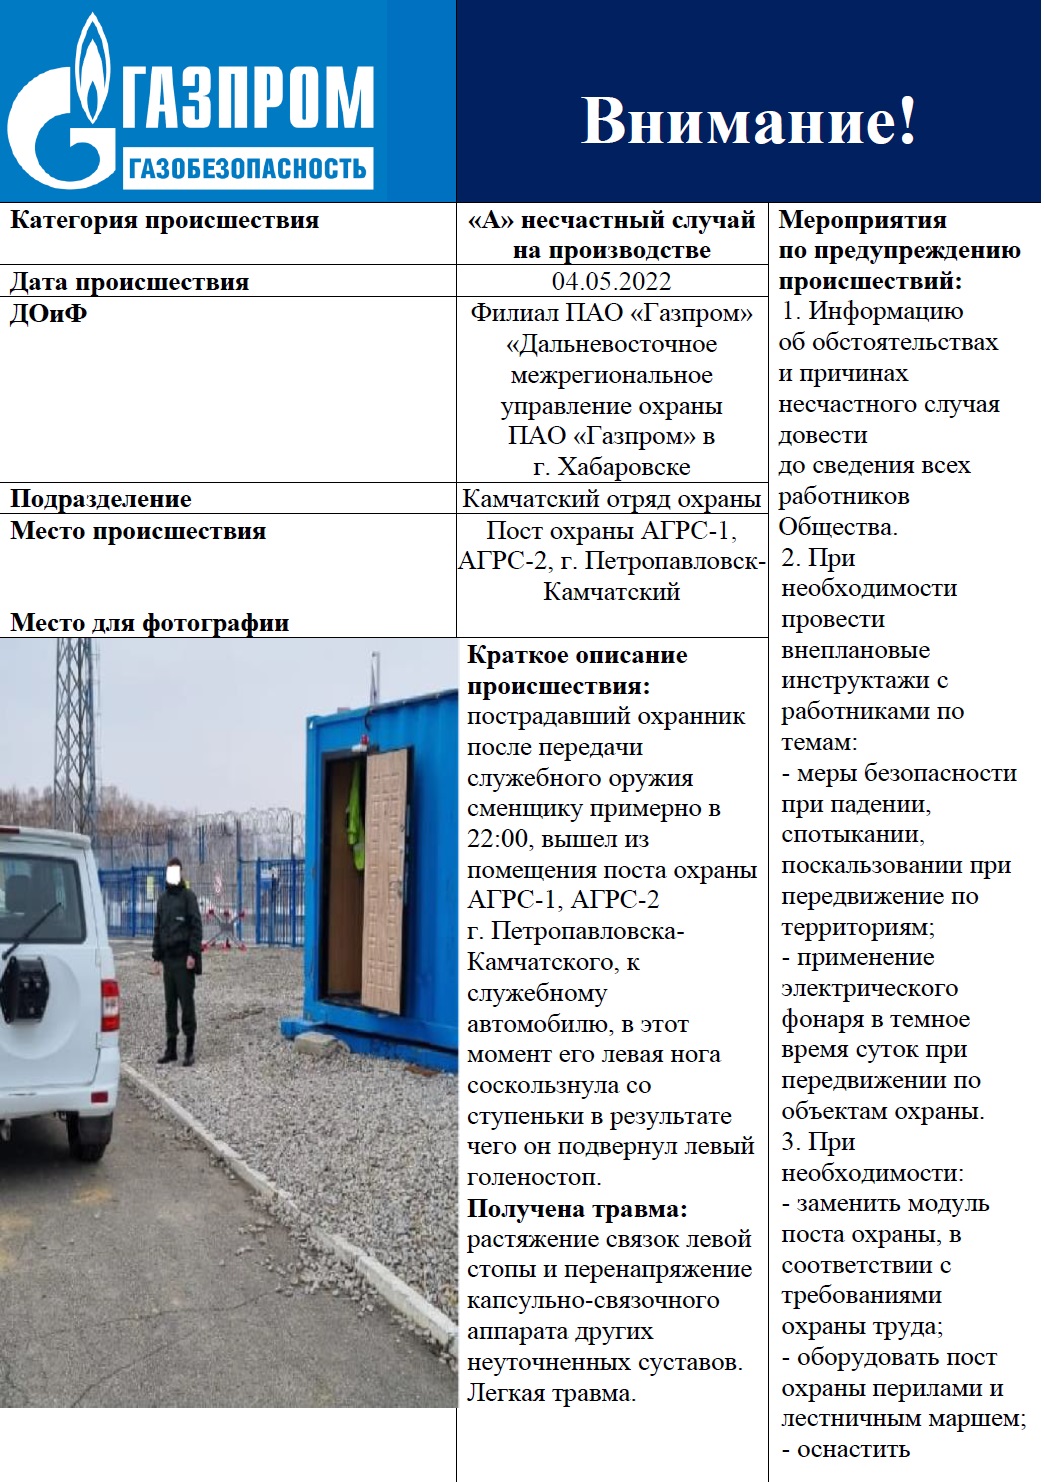 ГАЗПРОМ
ГАЗОБЕЗОПАСНОСТЬ
Внимание!
Категория происшествия
«А» несчастный случай
на производстве
Дата происшествия
04.05.2022
ДОиФ
Филиал ПАО «Газпром»
«Дальневосточное
межрегиональное
управление охраны
ПАО «Газпром» в
г. Хабаровске
Подразделение
Камчатский отряд охраны
Место происшествия
Пост охраны АГРС-1,
АГРС-2, г. Петропавловск-
Камчатский
Место для фотографии
Краткое описание
происшествия:
пострадавший охранник
после передачи
служебного оружия
сменщику примерно в
22:00, вышел из
помещения поста охраны
АГРС-1, АГРС-2
г. Петропавловска-
Камчатского, к
служебному
автомобилю, в этот
момент его левая нога
соскользнула со
ступеньки в результате
чего он подвернул левый
голеностоп.
Получена травма:
растяжение связок левой
стопы и перенапряжение
капсульно-связочного
аппарата других
неуточненных суставов.
Легкая травма.
Мероприятия
по предупреждению
происшествий:
1. Информацию
об обстоятельствах
и причинах
несчастного случая
довести
до сведения всех
работников
Общества.
2. При
необходимости
провести
внеплановые
инструктажи с
работниками по
темам:
- меры безопасности
при падении,
спотыкании,
поскальзовании при
передвижение по
территориям;
- применение
электрического
фонаря в темное
время суток при
передвижении по
объектам охраны.
3. При
необходимости:
- заменить модуль
поста охраны, в
соответствии с
требованиями
охраны труда;
- оборудовать пост
охраны перилами и
лестничным маршем;
- оснастить